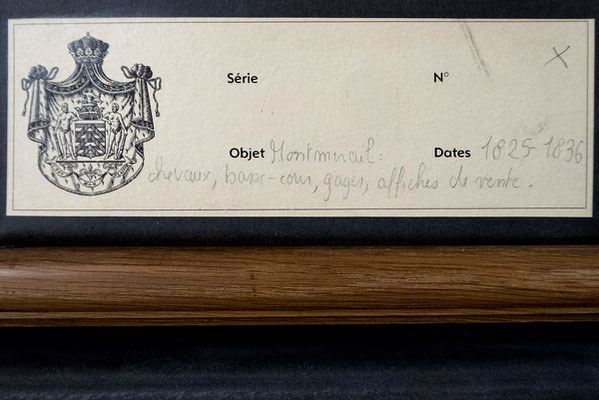 Série N°
Objet Montmirail: Dates 1825-1836
chevaux, basse-cour, gages, affiches de vente.
X